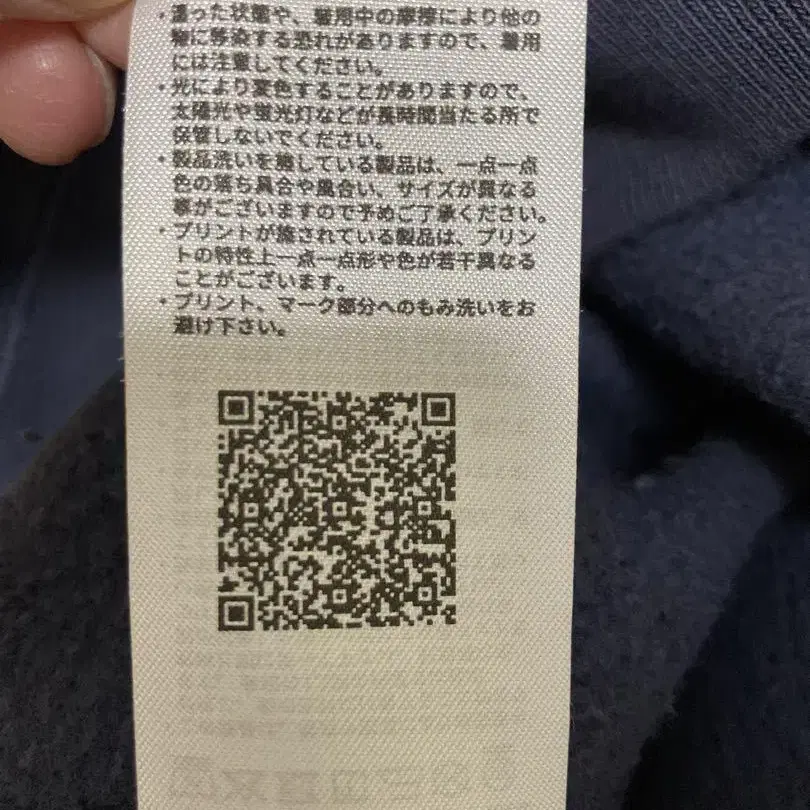 ・湿った状態や、着用中の摩擦により他の
物に移染する恐れがありますので、着用
には注意してください。
・光により変色することがありますので、
太陽光や蛍光灯などが長時間当たる所で
保管しないでください。
・製品洗いを施している製品は、一点一点
色の落ち具合や風合い、サイズが異なる
事がございますので予めご了承ください。
・プリントが施されている製品は、プリン
トの特性上一点一点形や色が若干異なる
ことがございます。
・プリント、マーク部分へのもみ洗いをお
避け下さい。